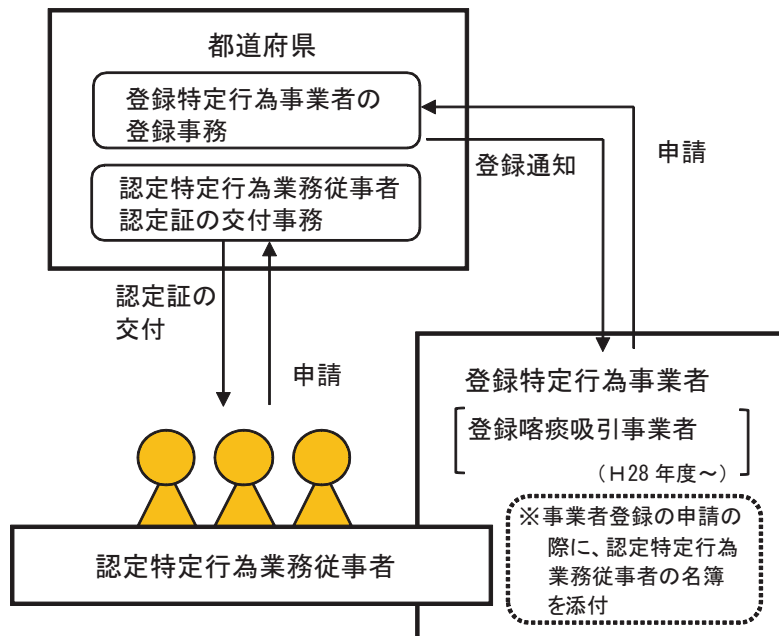 都道府県
登録特定行為事業者の
登録事務
認定特定行為業務従事者
認定証の交付事務
登録通知
申請
認定証の
交付
申請
登録特定行為事業者
登録喀痰吸引事業者
(H28年度～)
※事業者登録の申請の
際に、認定特定行為
業務従事者の名簿
を添付
認定特定行為業務従事者